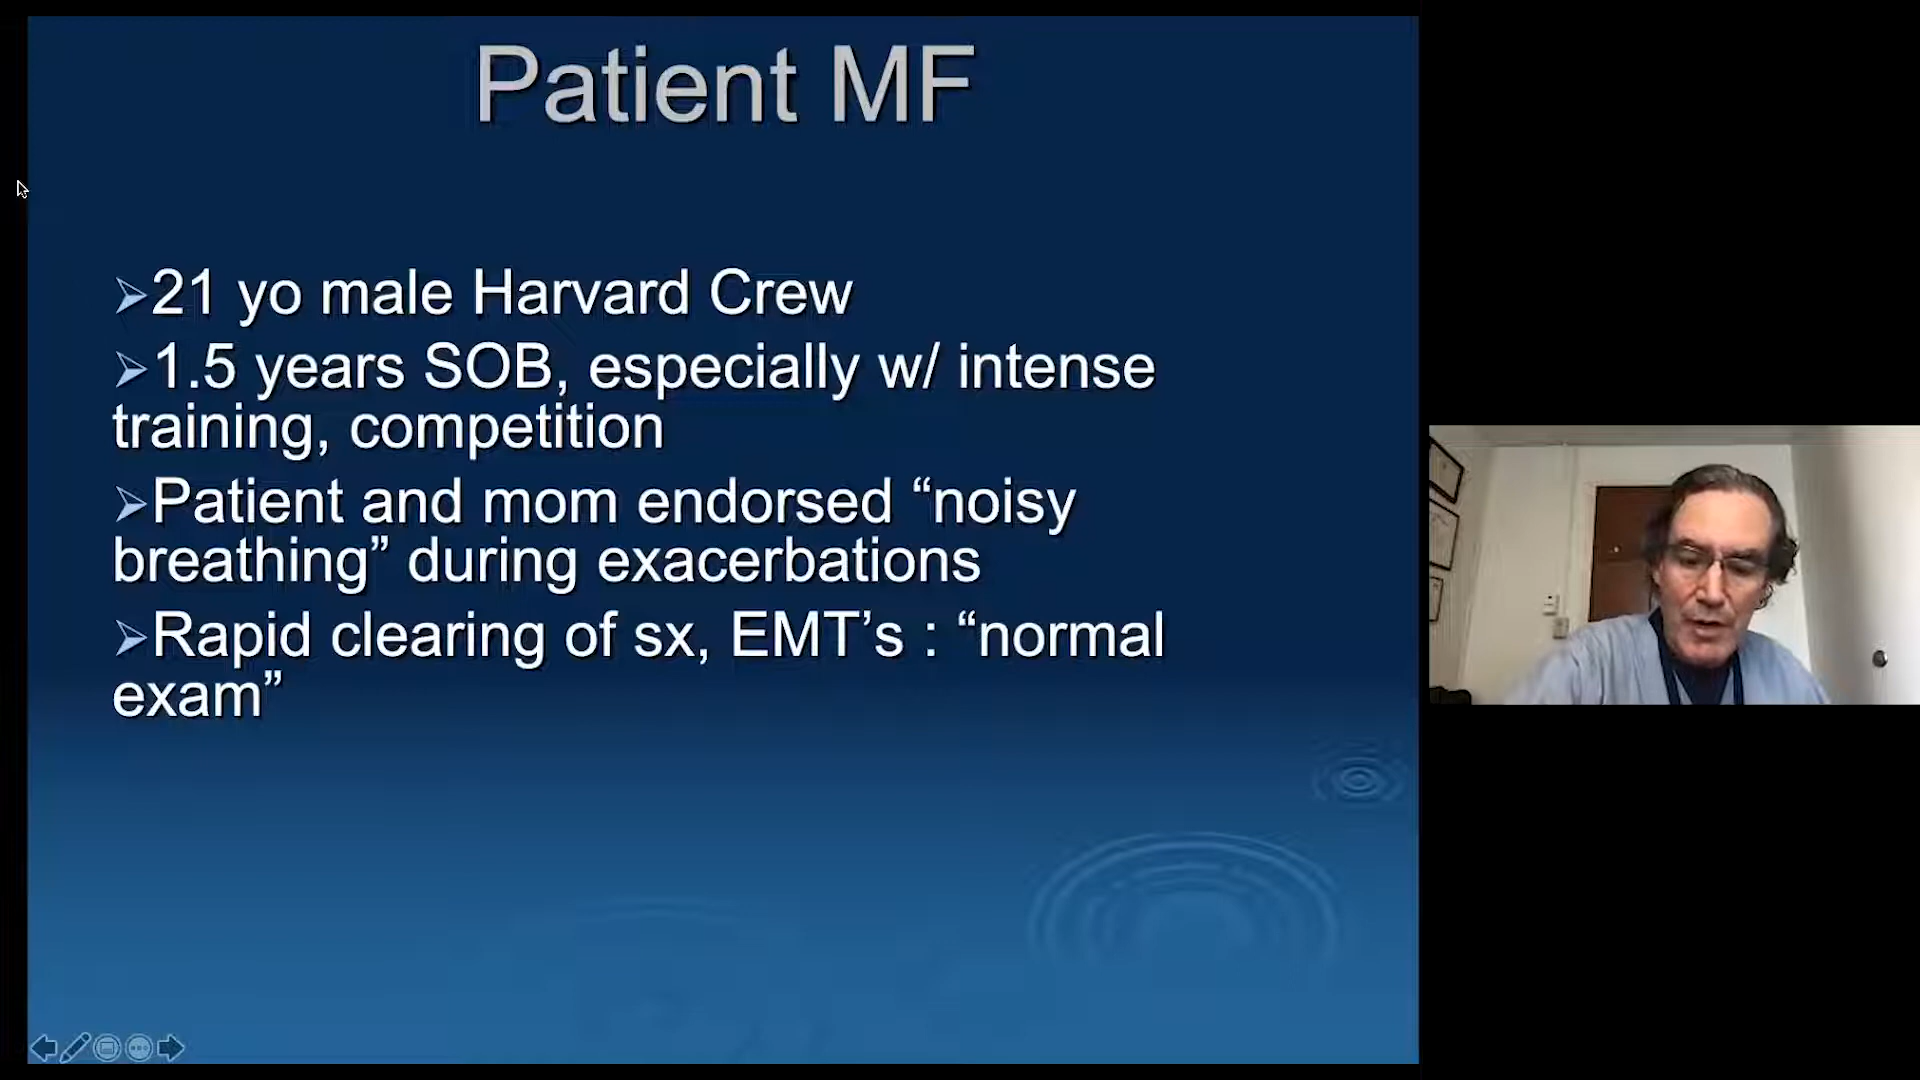 Patient MF
➢21 yo male Harvard Crew
➢1.5 years SOB, especially w/ intense
training, competition
➢Patient and mom endorsed “noisy
breathing” during exacerbations
➢Rapid clearing of sx, EMT’s : “normal
exam”